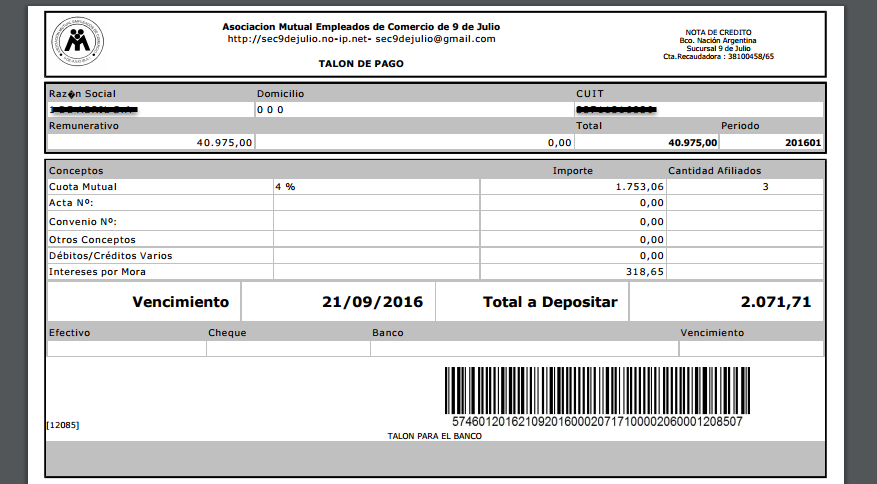 Asociacion Mutual Empleados de Comercio de 9 de Julio
http://sec9dejulio.no-ip.net- sec9dejulio@gmail.com
TALON DE PAGO
NOTA DE CREDITO
Bco. Nación Argentina
Sucursal 9 de Julio
Cta.Recaudadora : 38100458/65
Raz�n Social Domicilio CUIT
0 0 0
Remunerativo Total Periodo
40.975,00 0,00 40.975,00 201601
Conceptos Importe Cantidad Afiliados
Cuota Mutual 4 % 1.753,06 3
Acta Nº: 0,00
Convenio Nº: 0,00
Otros Conceptos 0,00
Débitos/Créditos Varios 0,00
Intereses por Mora 318,65
Vencimiento 21/09/2016 Total a Depositar 2.071,71
Efectivo Cheque Banco Vencimiento
57460120162109201600020717100002060001208507
[12085]
TALON PARA EL BANCO